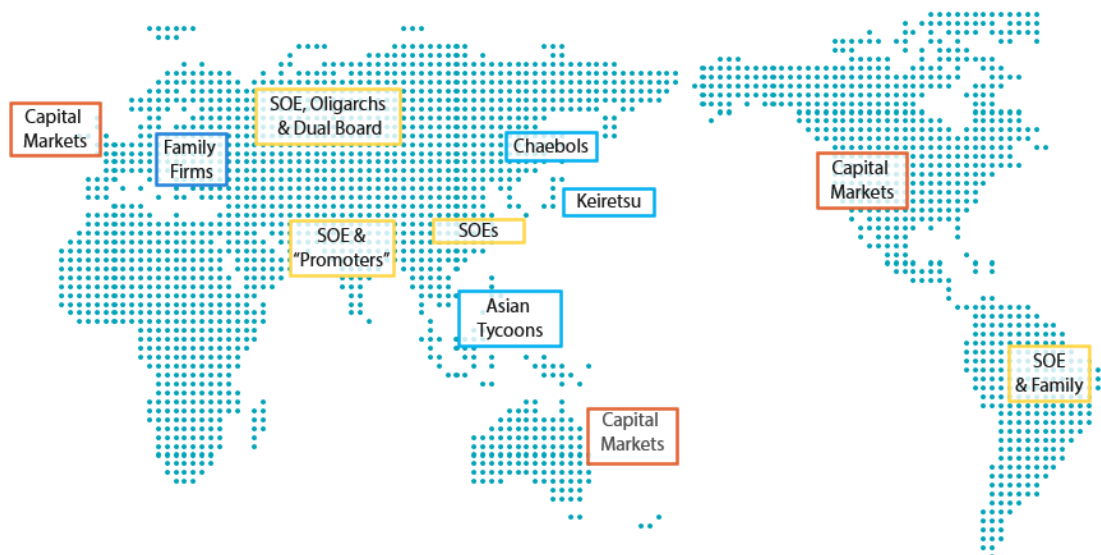 Capital
Markets
SOE, Oligarchs
& Dual Board
Family
Firms
Chaebols
Keiretsu
Capital
Markets
SOE &
“Promoters”
SOEs
Asian
Tycoons
SOE
& Family
Capital
Markets